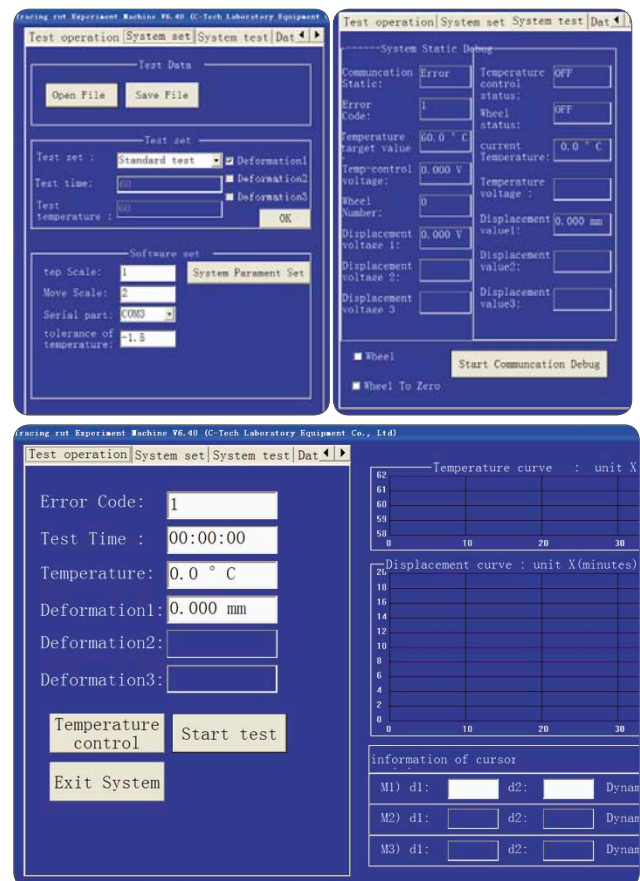 racing rut Experiment Machine V6.40 (C-Tech Laboratory Equipment
Test operation System set System test Dat
Test Data
Open File Save File
Test set
Test set : Standard test Deformation1
Test time: 60 Deformation2
Deformation3
Test
temperature : 60
OK
Software set
tep Scale: 1 System Parament Set
Move Scale: 2
Serial part: COM3
tolerance of
temperature: -1.5
Test operation System set System test Dat
System Static Debug
Communcation
Static: Error
Error
Code: 1
Temperature
target value 60.0 ° C
Temp-control
voltage: 0.000 V
Wheel
Number: 0
Displacement
voltage 1: 0.000 V
Displacement
voltage 2:
Displacement
voltage 3
Temperature
control
status: OFF
Wheel
status: OFF
current
Temperature: 0.0 ° C
Temperature
voltage :
Displacement
value1: 0.000 mm
Displacement
value2:
Displacement
value3:
Wheel
Start Communcation Debug
Wheel To Zero
racing rut Experiment Machine V6.40 (C-Tech Laboratory Equipment Co., Ltd)
Test operation System set System test Dat
Error Code: 1
Test Time : 00:00:00
Temperature: 0.0 ° C
Deformation1: 0.000 mm
Deformation2:
Deformation3:
Temperature
control
Start test
Exit System
Temperature curve : unit X
62
61
60
59
58
0 10 20 30
Displacement curve : unit X(minutes)
20
18
16
14
12
10
8
6
4
2
0
0 10 20 30
information of cursor
M1) d1: d2: Dynam
M2) d1: d2: Dynam
M3) d1: d2: Dynam